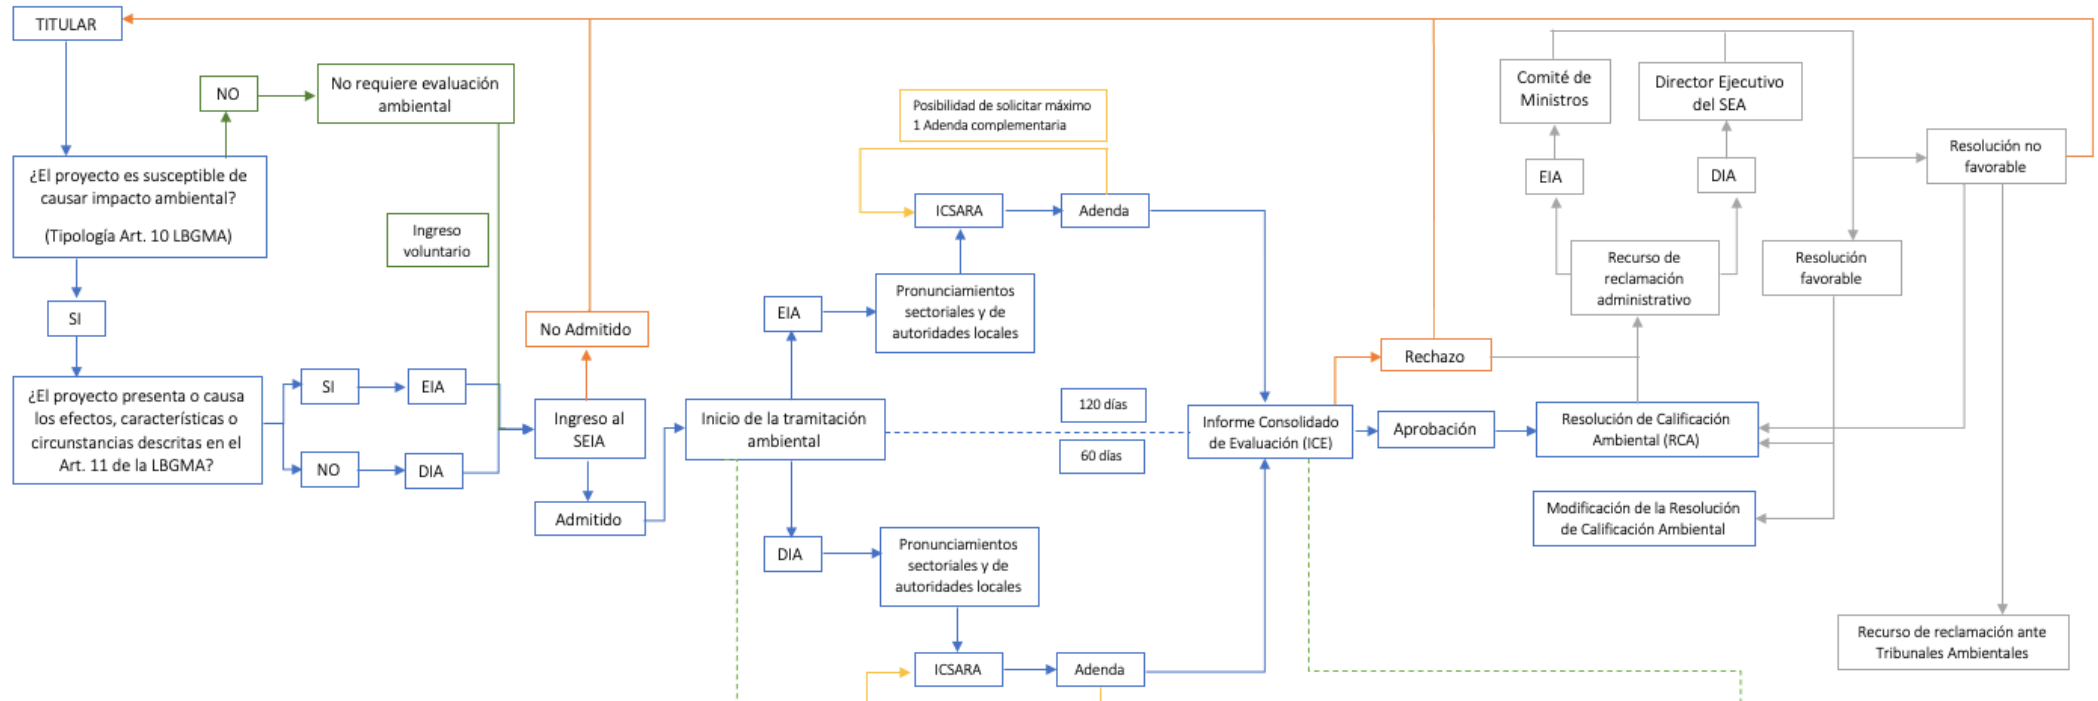 TITULAR
NO
No requiere evaluación
ambiental
¿El proyecto es susceptible de
causar impacto ambiental?
(Tipología Art. 10 LBGMA)
Ingreso
voluntario
SI
¿El proyecto presenta o causa
los efectos, características o
circunstancias descritas en el
Art. 11 de la LBGMA?
SI
EIA
NO
DIA
No Admitido
Ingreso al
SEIA
Admitido
Inicio de la tramitación
ambiental
EIA
Pronunciamientos
sectoriales y de
autoridades locales
ICSARA
Adenda
Posibilidad de solicitar máximo
1 Adenda complementaria
DIA
Pronunciamientos
sectoriales y de
autoridades locales
ICSARA
Adenda
120 días
60 días
Informe Consolidado
de Evaluación (ICE)
Rechazo
Aprobación
Resolución de Calificación
Ambiental (RCA)
Modificación de la Resolución
de Calificación Ambiental
Recurso de
reclamación
administrativo
EIA
DIA
Comité de
Ministros
Director Ejecutivo
del SEA
Resolución no
favorable
Resolución
favorable
Recurso de reclamación ante
Tribunales Ambientales